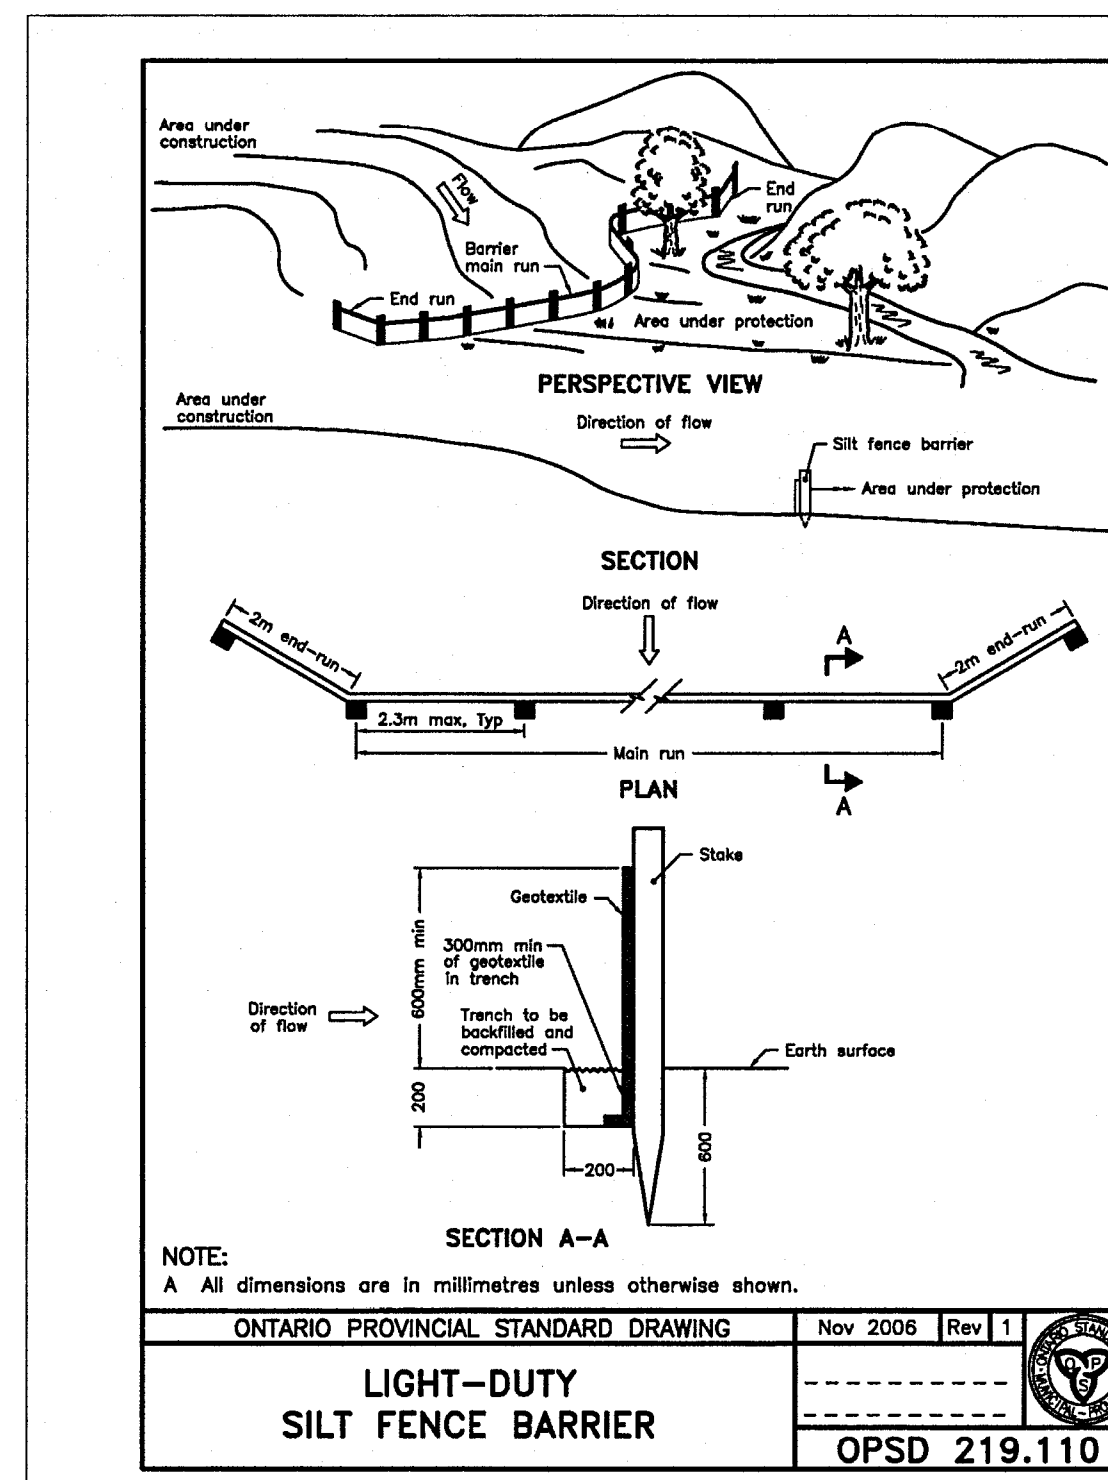 Area under
construction
Flow
End
run
Barrier
main run
End run
Area under protection
PERSPECTIVE VIEW
Area under
construction
Direction of flow
Silt fence barrier
Area under protection
SECTION
Direction of flow
2m end-run
A
2m end-run
2.3m max, Typ
Main run
PLAN
A
Stake
Geotextile
600mm min
300mm min
of geotextile
in trench
Direction
of flow
Trench to be
backfilled and
compacted
Earth surface
200
600
200
SECTION A-A
NOTE:
A All dimensions are in millimetres unless otherwise shown.
ONTARIO PROVINCIAL STANDARD DRAWING
Nov 2006 Rev 1
LIGHT-DUTY
SILT FENCE BARRIER
O P
S
OPSD 219.110